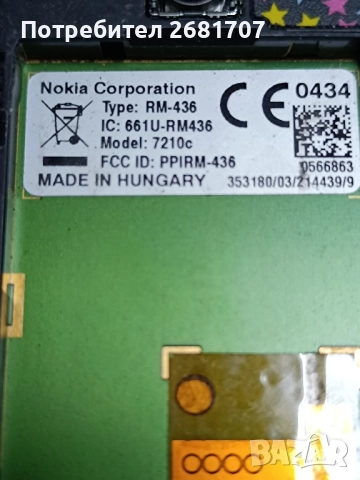 Потребител 2681707
Nokia Corporation
Type: RM-436
IC: 661U-RM436
Model: 7210c
FCC ID: PPIRM-436
MADE IN HUNGARY
CE 0434
0566863
353180/03/214439/9
bazar